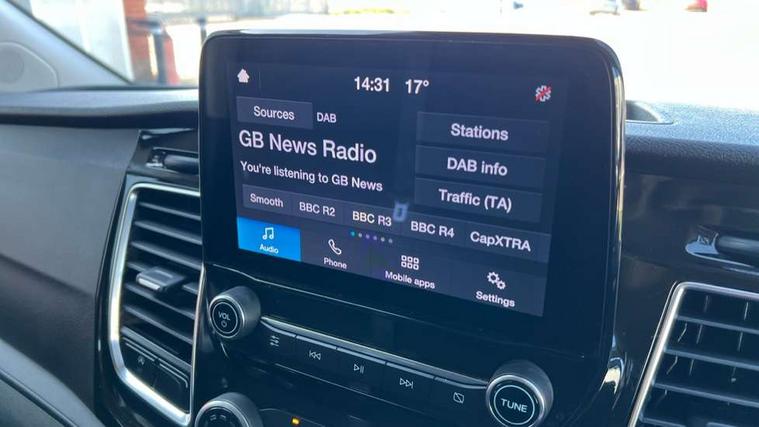 14:31 17°
Sources DAB
Stations
GB News Radio
DAB info
You're listening to GB News
Traffic (TA)
Smooth BBC R2 BBC R3 BBC R4 CapXTRA
Audio Phone Mobile apps Settings
VOL
TUNE